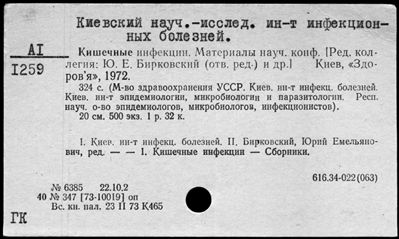 Киевский науч.-исслед. ин-т инфекцион-
ных болезней.
АI
1259
Кишечные инфекции. Материалы науч. конф. [Ред. кол-
легия: Ю. Е. Бирковский (отв. ред.) и др.] Киев, «Здо-
ров'я», 1972.
324 с. (М-во здравоохранения УССР. Киев. ин-т инфекц. болезней.
Киев. ин-т эпидемиологии, микробиологии и паразитологии. Респ.
науч. о-во эпидемиологов, микробиологов, инфекционистов).
20 см. 500 экз. 1 р. 32 к.
I. Киев. ин-т инфекц. болезней. II. Бирковский, Юрий Емельяно-
вич, ред. — — 1. Кишечные инфекции — Сборники.
616.34-022(063)
№ 6385 22.10.2
40 № 347 [73-10019] оп
Вс. кн. пал. 23 II 73 К465
ГК